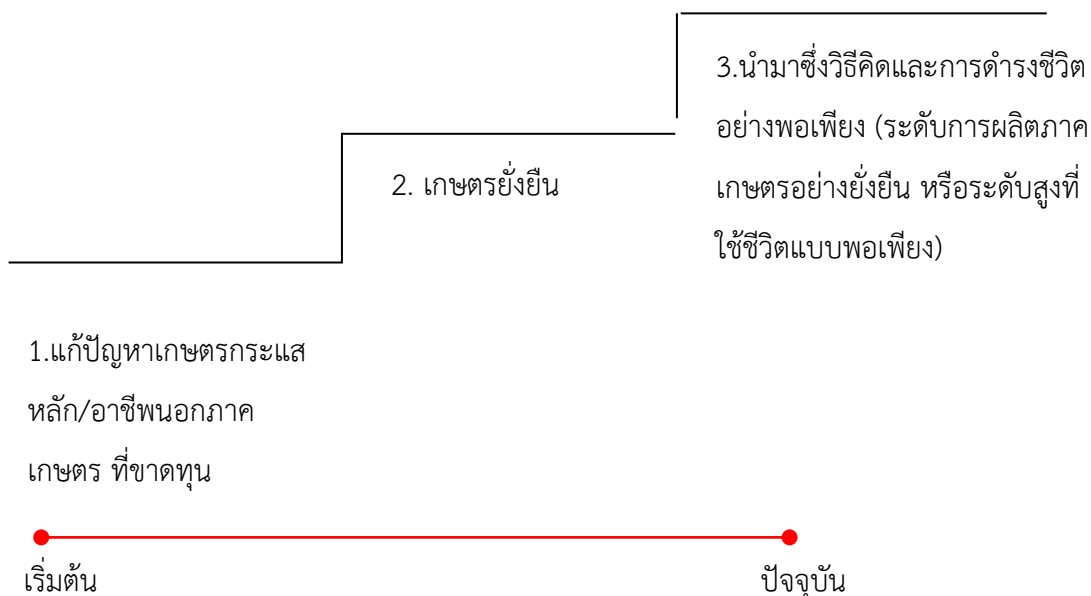 3.นำมาซึ่งวิธีคิดและการดำรงชีวิต
อย่างพอเพียง (ระดับการผลิตภาค
เกษตรอย่างยั่งยืน หรือระดับสูงที่
ใช้ชีวิตแบบพอเพียง)
2. เกษตรยั่งยืน
1.แก้ปัญหาเกษตรกระแส
หลัก/อาชีพนอกภาค
เกษตร ที่ขาดทุน
เริ่มต้น
ปัจจุบัน